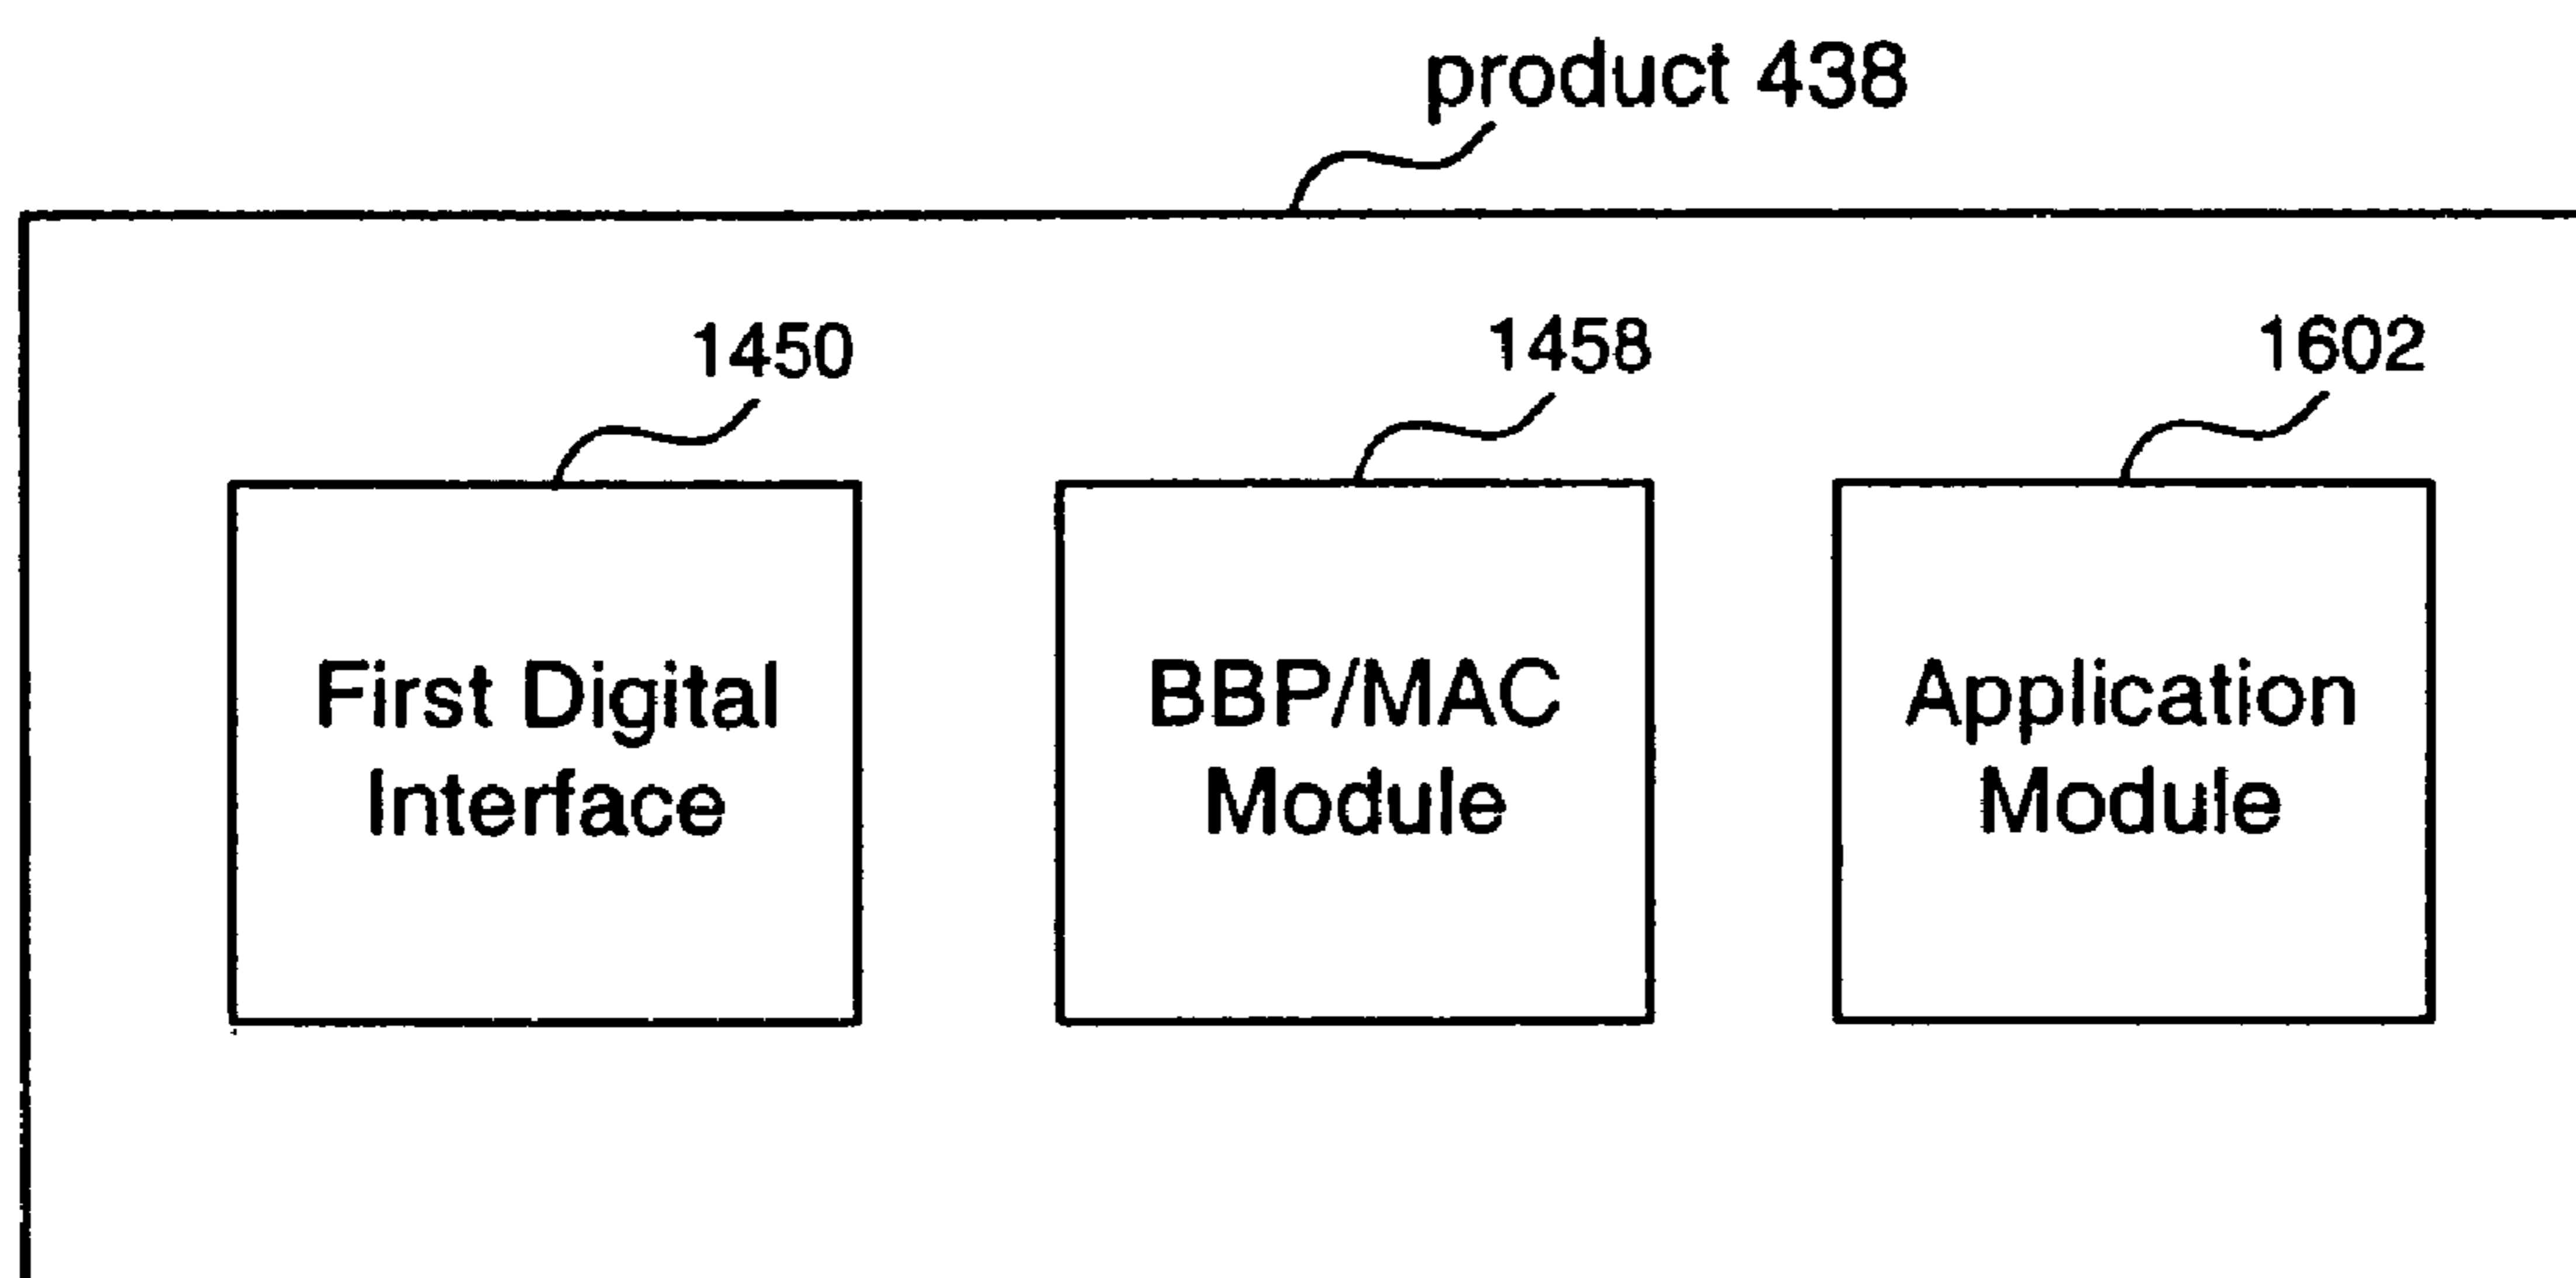 product 438
1450
1458
1602
First Digital
Interface
BBP/MAC
Module
Application
Module